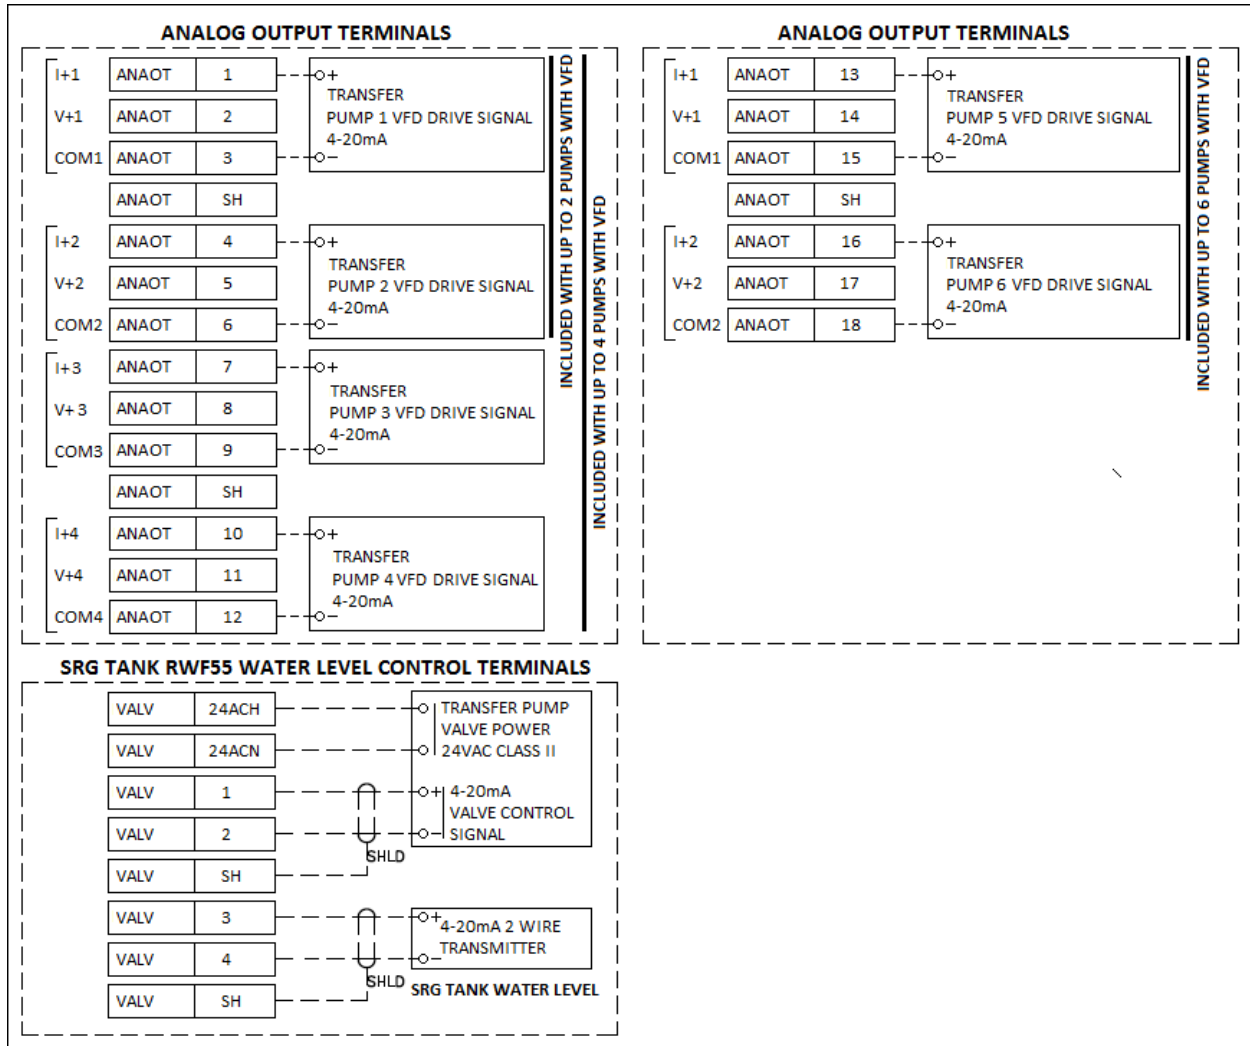 ANALOG OUTPUT TERMINALS
I+1 ANAOT 1 +
TRANSFER
V+1 ANAOT 2 PUMP 1 VFD DRIVE SIGNAL
4-20mA
COM1 ANAOT 3 -
ANAOT SH
I+2 ANAOT 4 +
TRANSFER
V+2 ANAOT 5 PUMP 2 VFD DRIVE SIGNAL
4-20mA
COM2 ANAOT 6 -
I+3 ANAOT 7 +
TRANSFER
V+3 ANAOT 8 PUMP 3 VFD DRIVE SIGNAL
4-20mA
COM3 ANAOT 9 -
ANAOT SH
I+4 ANAOT 10 +
TRANSFER
V+4 ANAOT 11 PUMP 4 VFD DRIVE SIGNAL
4-20mA
COM4 ANAOT 12 -
INCLUDED WITH UP TO 2 PUMPS WITH VFD
INCLUDED WITH UP TO 4 PUMPS WITH VFD
ANALOG OUTPUT TERMINALS
I+1 ANAOT 13 +
TRANSFER
V+1 ANAOT 14 PUMP 5 VFD DRIVE SIGNAL
4-20mA
COM1 ANAOT 15 -
ANAOT SH
I+2 ANAOT 16 +
TRANSFER
V+2 ANAOT 17 PUMP 6 VFD DRIVE SIGNAL
4-20mA
COM2 ANAOT 18 -
INCLUDED WITH UP TO 6 PUMPS WITH VFD
SRG TANK RWF55 WATER LEVEL CONTROL TERMINALS
VALV 24ACH TRANSFER PUMP
VALVE POWER
VALV 24ACN 24VAC CLASS II
VALV 1 + 4-20mA
VALVE CONTROL
VALV 2 - SIGNAL
SHLD
VALV SH
VALV 3 + 4-20mA 2 WIRE
TRANSMITTER
VALV 4 -
SHLD
SRG TANK WATER LEVEL
VALV SH